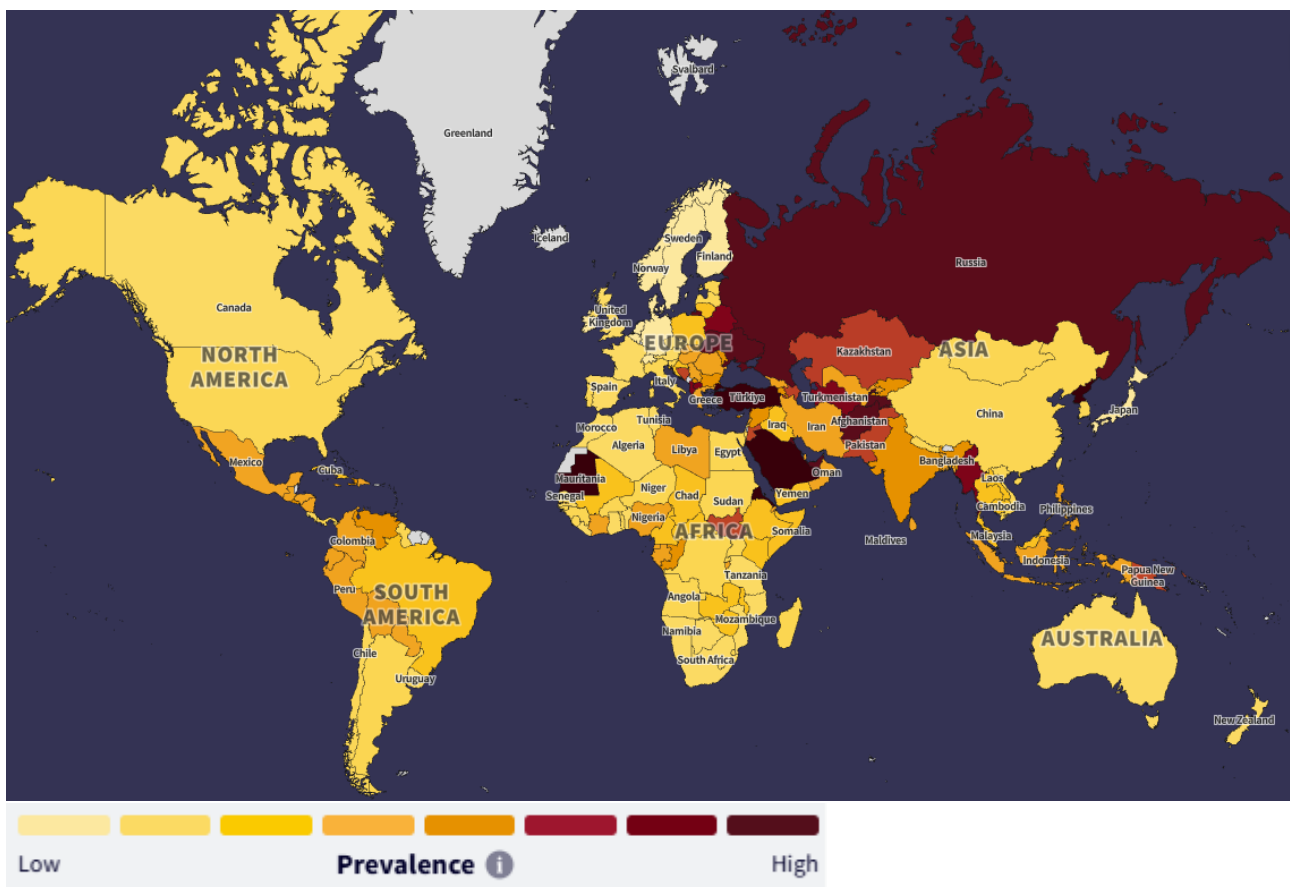 Svalbard
Greenland
Iceland
Sweden
Finland
Norway
Russia
Canada
United
Kingdom
EUROPE
Kazakhstan
ASIA
NORTH
AMERICA
Spain
Italy
Greece
Türkiye
Turkmenistan
China
Japan
Tunisia
Morocco
Algeria
Libya
Egypt
Iraq
Iran
Afghanistan
Pakistan
Mexico
Cuba
Mauritania
Senegal
Niger
Chad
Sudan
Oman
Yemen
Bangladesh
Laos
Cambodia
Philippines
Nigeria
AFRICA
Somalia
Maldives
Malaysia
Indonesia
Papua New
Guinea
Colombia
Peru
SOUTH
AMERICA
Tanzania
Angola
Mozambique
Namibia
South Africa
AUSTRALIA
Chile
Uruguay
New Zealand
Low Prevalence i High